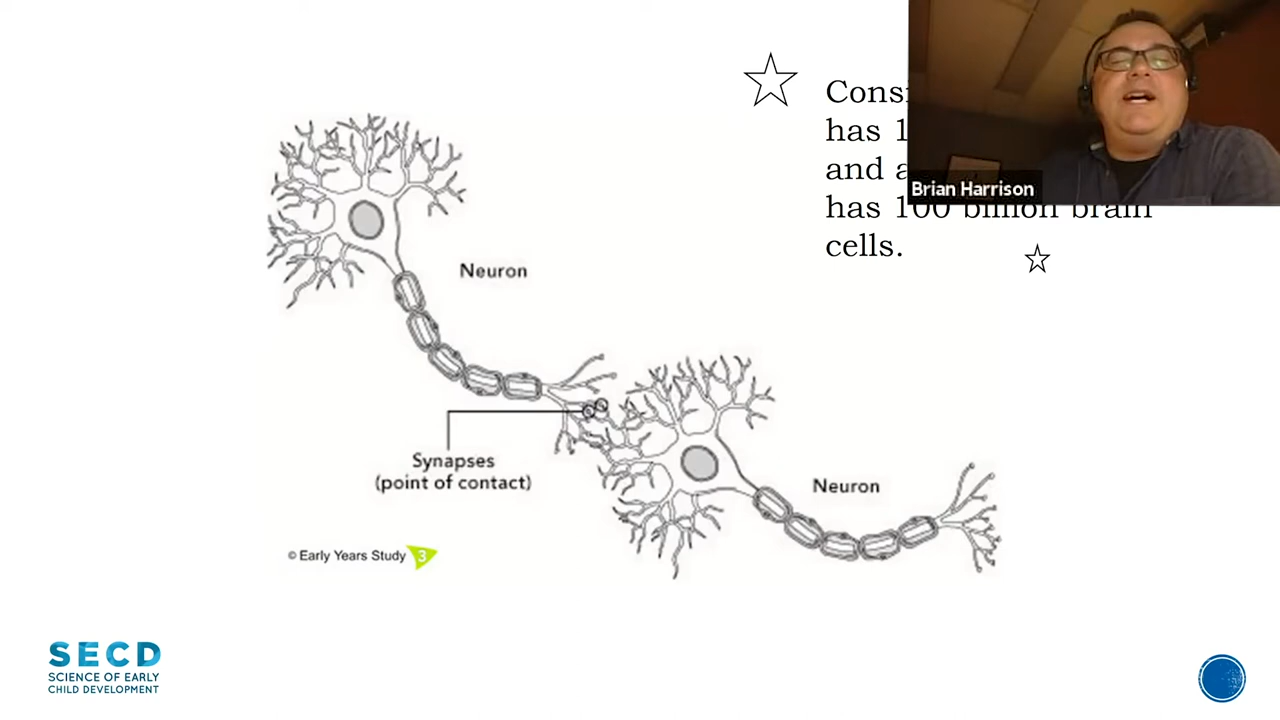 Consi
has 1
and a
has 100 billion brain
cells.
Brian Harrison
Neuron
Synapses
(point of contact)
Neuron
© Early Years Study 3
SECD
SCIENCE OF EARLY
CHILD DEVELOPMENT